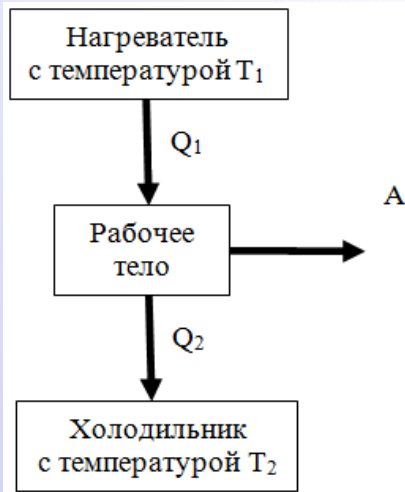 Нагреватель
с температурой T₁
Q₁
A
Рабочее
тело
Q₂
Холодильник
с температурой T₂